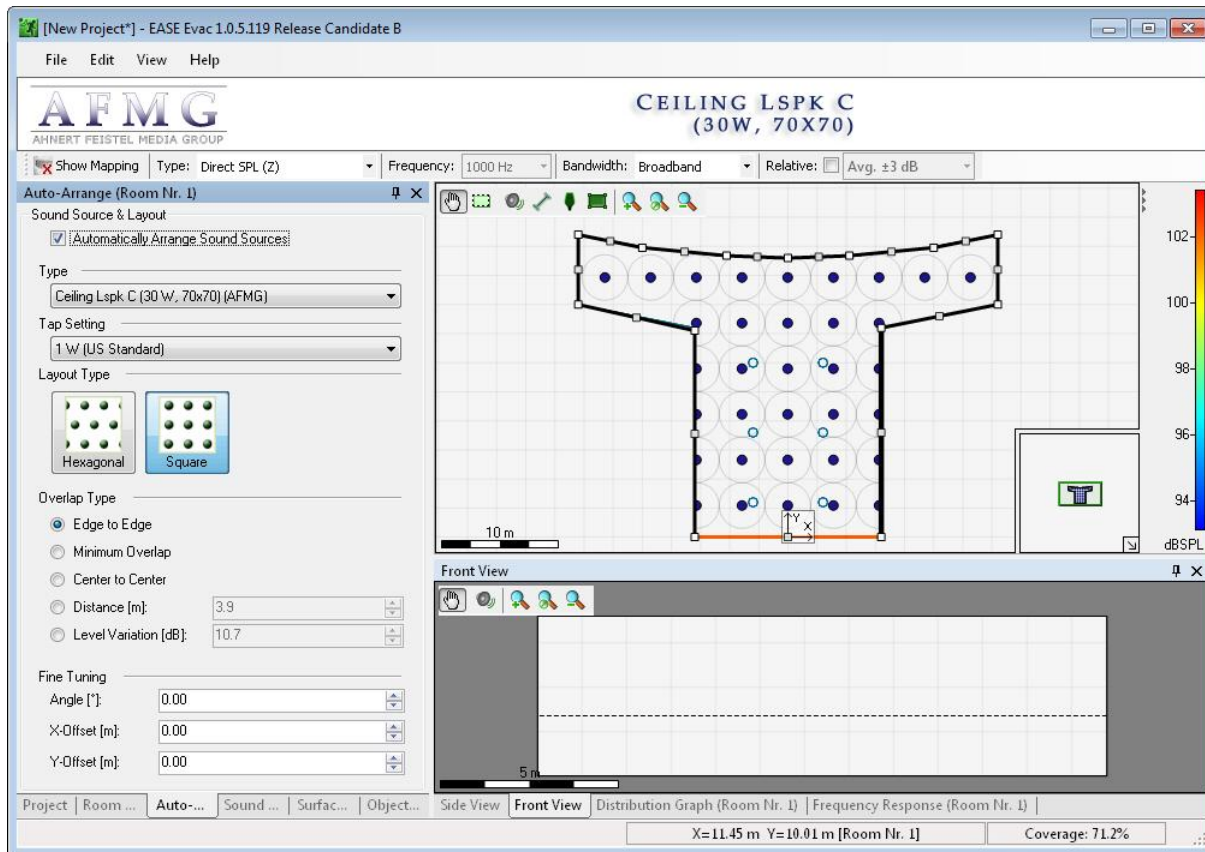 [New Project*] - EASE Evac 1.0.5.119 Release Candidate B
File Edit View Help
AFMG
AHNERT FEISTEL MEDIA GROUP
CEILING LSPK C
(30W, 70X70)
Show Mapping Type: Direct SPL (Z) Frequency: 1000 Hz Bandwidth: Broadband Relative: Avg. ±3 dB
Auto-Arrange (Room Nr. 1)
Sound Source & Layout
Automatically Arrange Sound Sources
Type
Ceiling Lspk C (30 W, 70x70) (AFMG)
Tap Setting
1 W (US Standard)
Layout Type
Hexagonal Square
Overlap Type
Edge to Edge
Minimum Overlap
Center to Center
Distance [m]: 3.9
Level Variation [dB]: 10.7
Fine Tuning
Angle [°]: 0.00
X-Offset [m]: 0.00
Y-Offset [m]: 0.00
Project Room ... Auto-... Sound ... Surfac... Object...
10 m
Y
X
102
100
98
96
94
dBSPL
Front View
5 m
Side View Front View Distribution Graph (Room Nr. 1) Frequency Response (Room Nr. 1)
X=11.45 m Y=10.01 m [Room Nr. 1] Coverage: 71.2%